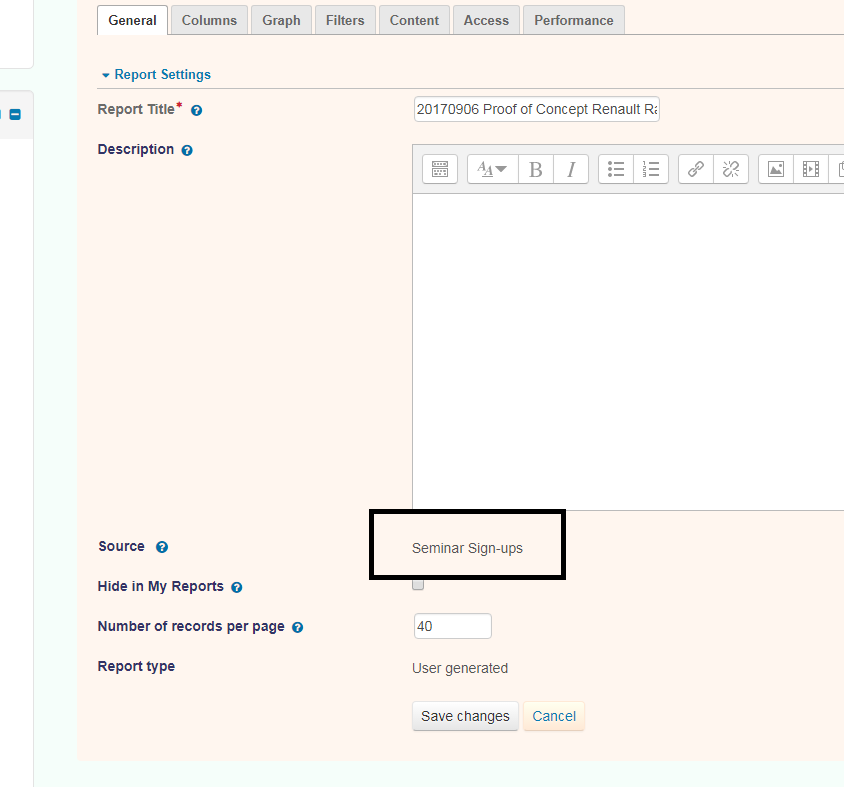 General Columns Graph Filters Content Access Performance
Report Settings
Report Title* 20170906 Proof of Concept Renault Ra
Description
Source Seminar Sign-ups
Hide in My Reports
Number of records per page 40
Report type User generated
Save changes Cancel